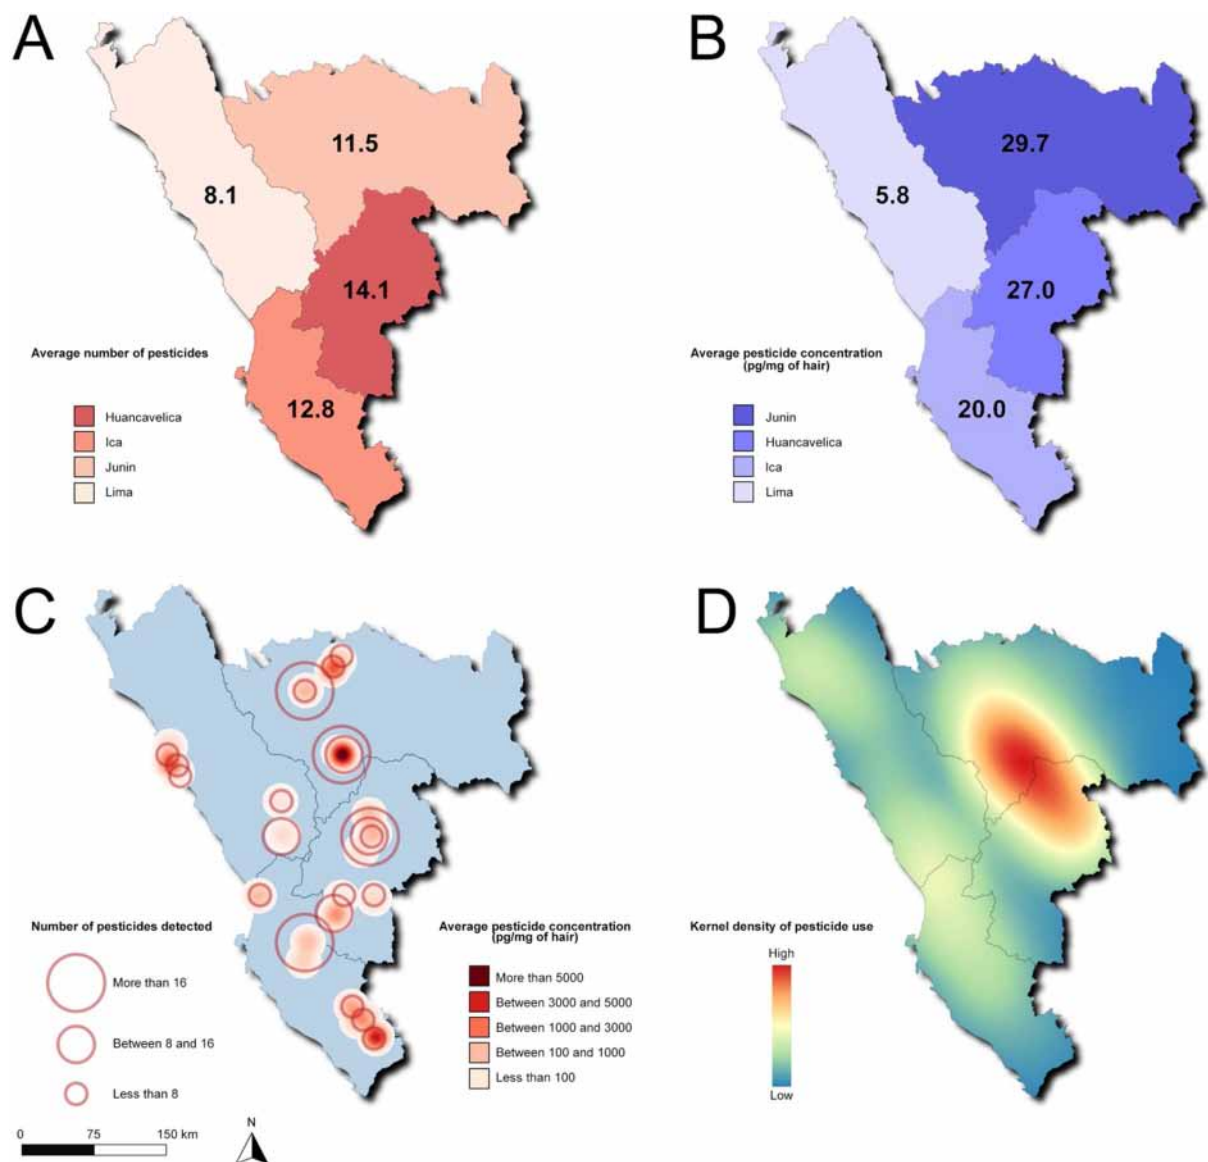 A
11.5
8.1
14.1
12.8
Average number of pesticides
Huancavelica
Ica
Junin
Lima
B
29.7
5.8
27.0
20.0
Average pesticide concentration
(pg/mg of hair)
Junin
Huancavelica
Ica
Lima
C
Number of pesticides detected
More than 16
Between 8 and 16
Less than 8
Average pesticide concentration
(pg/mg of hair)
More than 5000
Between 3000 and 5000
Between 1000 and 3000
Between 100 and 1000
Less than 100
0 75 150 km
N
D
Kernel density of pesticide use
High
Low